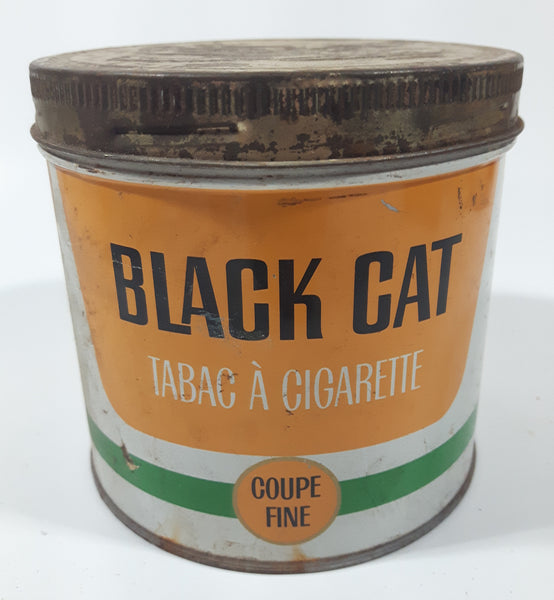 BLACK CAT
TABAC À CIGARETTE
COUPE
FINE